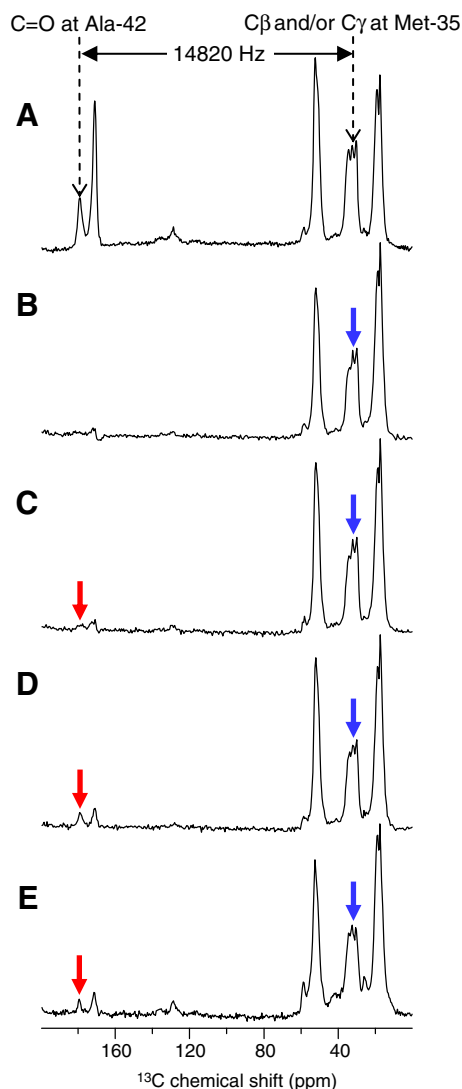 C=O at Ala-42
Cβ and/or Cγ at Met-35
14820 Hz
A
B
C
D
E
160 120 80 40
¹³C chemical shift (ppm)